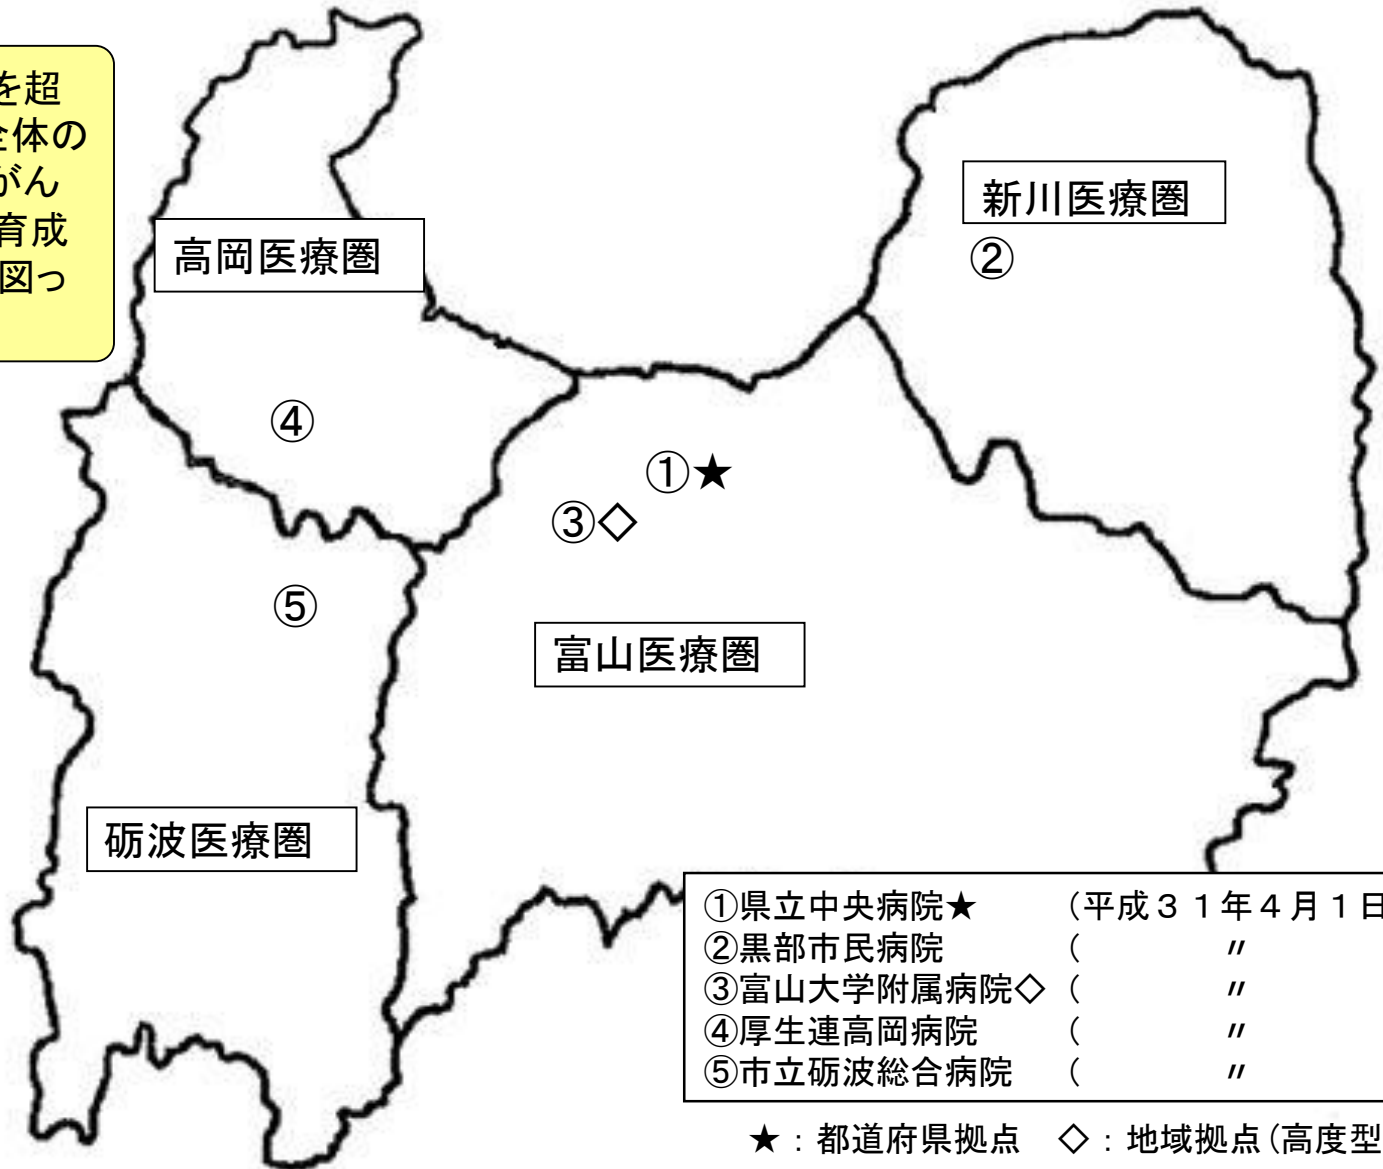 を超
全体の
がん
育成
図っ
新川医療圏
②
高岡医療圏
④
①★
③◇
⑤
富山医療圏
砺波医療圏
①県立中央病院★ （平成３１年４月１日
②黒部市民病院 （ 〃
③富山大学附属病院◇ （ 〃
④厚生連高岡病院 （ 〃
⑤市立砺波総合病院 （ 〃
★：都道府県拠点 ◇：地域拠点（高度型